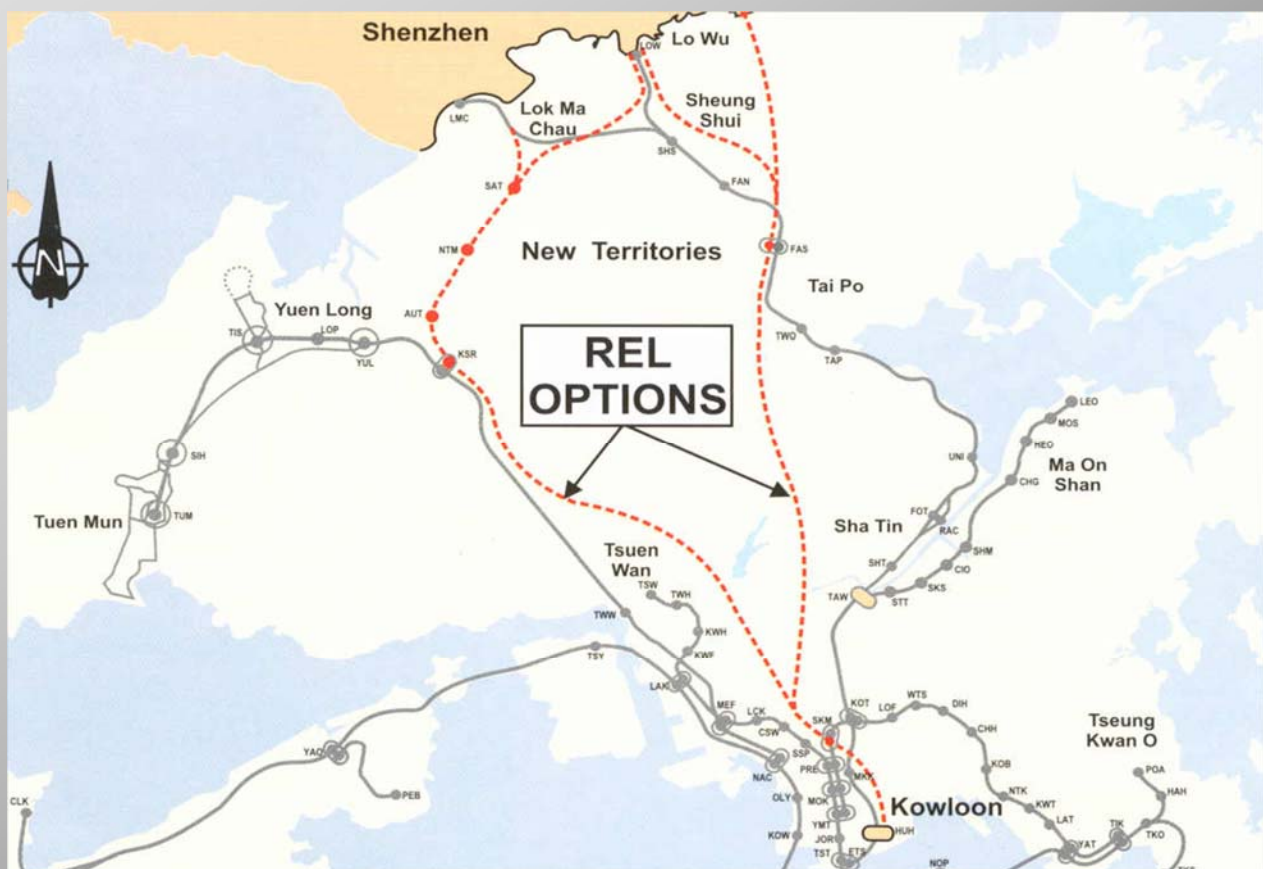 Shenzhen
Lo Wu
LOW
Lok Ma
Chau
Sheung
Shui
LMC
SHS
SAT
FAN
NTM
New Territories
FAS
Tai Po
Yuen Long
AUT
TIS
LOP
YUL
KSR
TWO
TAP
REL
OPTIONS
LEO
MOS
HEO
UNI
CHG
Ma On
Shan
SIH
TUM
Tuen Mun
FOT
RAC
Sha Tin
SHM
CIO
SHT
SKS
STT
TAW
Tsuen
Wan
TSW
TWH
TWW
KWH
KWF
TSY
LAK
MEF
LCK
CSW
SSP
SKM
KOT
LOF
WTS
DIH
CHH
Tseung
Kwan O
YAO
NAC
PRE
MKK
KOB
POA
CLK
PEB
OLY
MOK
NTK
HAH
Kowloon
KWT
YMT
LAT
KOW
JOR
HUH
TIK
TKO
TST
ETS
YAT
NOP
N